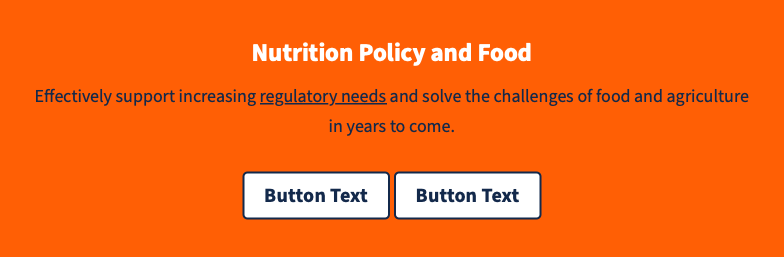 Nutrition Policy and Food
Effectively support increasing regulatory needs and solve the challenges of food and agriculture
in years to come.
Button Text Button Text